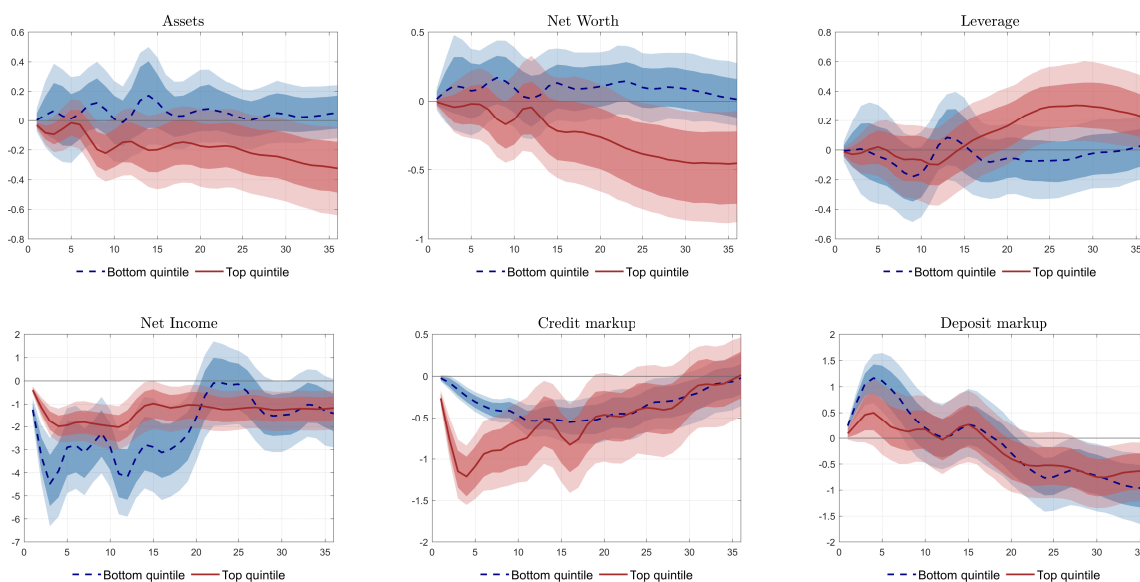 Assets
0.6
0.4
0.2
0
-0.2
-0.4
-0.6
-0.8
0 5 10 15 20 25 30 35
Bottom quintile Top quintile
Net Worth
0.5
0
-0.5
-1
0 5 10 15 20 25 30 35
Bottom quintile Top quintile
Leverage
0.8
0.6
0.4
0.2
0
-0.2
-0.4
-0.6
0 5 10 15 20 25 30 35
Bottom quintile Top quintile
Net Income
2
1
0
-1
-2
-3
-4
-5
-6
-7
0 5 10 15 20 25 30 35
Bottom quintile Top quintile
Credit markup
0.5
0
-0.5
-1
-1.5
-2
0 5 10 15 20 25 30 35
Bottom quintile Top quintile
Deposit markup
2
1.5
1
0.5
0
-0.5
-1
-1.5
-2
0 5 10 15 20 25 30 35
Bottom quintile Top quintile